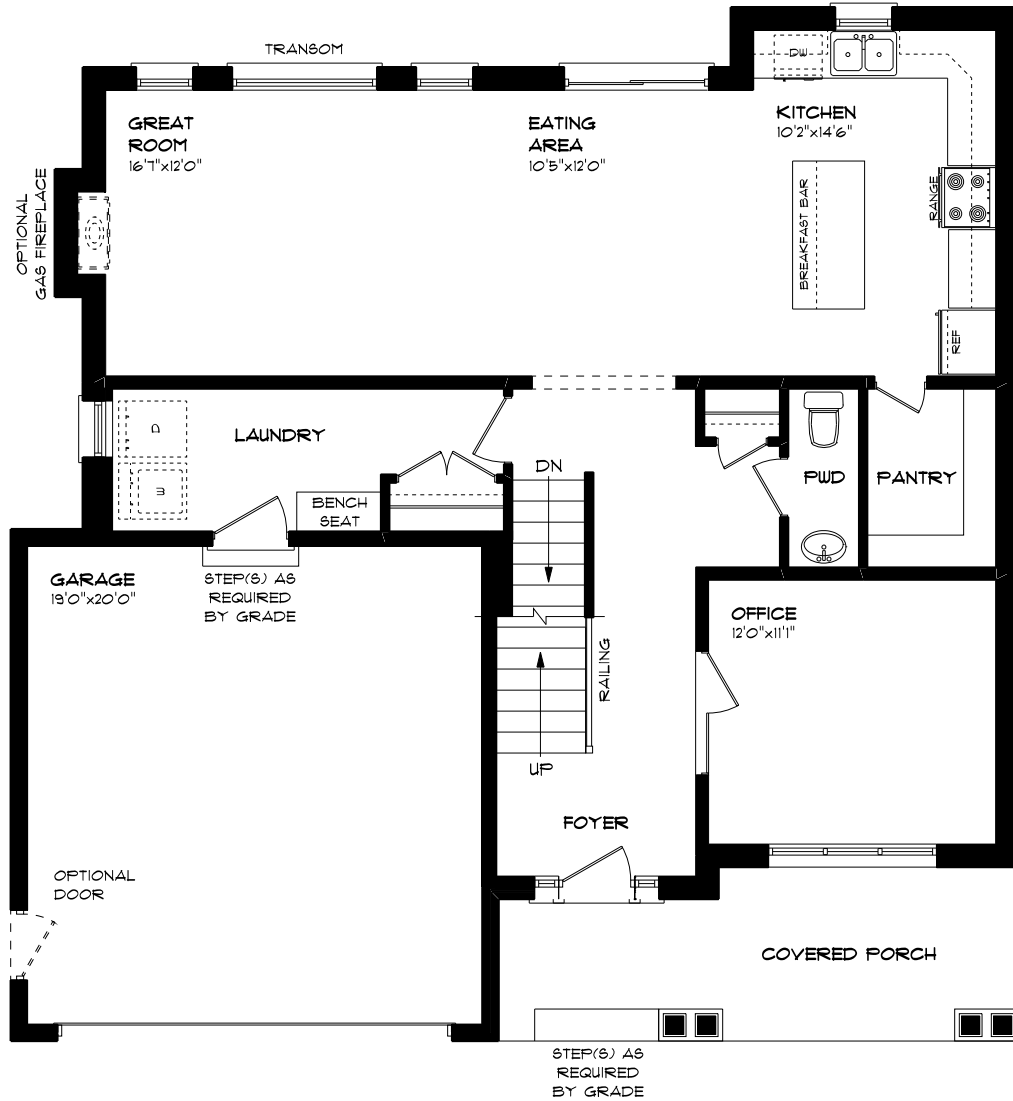 TRANSOM
DW
GREAT
ROOM
16'7"x12'0"
EATING
AREA
10'5"x12'0"
KITCHEN
10'2"x14'6"
OPTIONAL
GAS FIREPLACE
BREAKFAST BAR
RANGE
REF
D
W
LAUNDRY
BENCH
SEAT
DN
PWD
PANTRY
GARAGE
19'0"x20'0"
STEP(S) AS
REQUIRED
BY GRADE
OFFICE
12'0"x11'1"
RAILING
UP
FOYER
OPTIONAL
DOOR
COVERED PORCH
STEP(S) AS
REQUIRED
BY GRADE